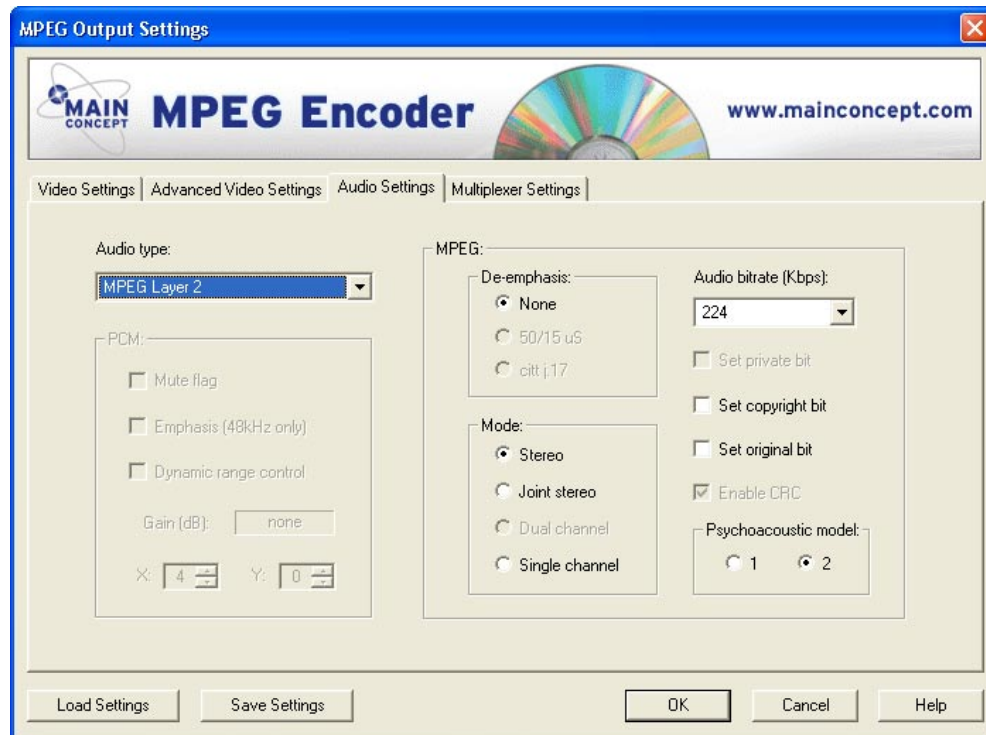 MPEG Output Settings
MAIN
CONCEPT
MPEG Encoder
www.mainconcept.com
Video Settings
Advanced Video Settings
Audio Settings
Multiplexer Settings
Audio type:
MPEG Layer 2
PCM:
Mute flag
Emphasis (48kHz only)
Dynamic range control
Gain (dB):
none
X: 4
Y: 0
MPEG:
De-emphasis:
None
50/15 uS
citt j.17
Mode:
Stereo
Joint stereo
Dual channel
Single channel
Audio bitrate (Kbps):
224
Set private bit
Set copyright bit
Set original bit
Enable CRC
Psychoacoustic model:
1
2
Load Settings
Save Settings
OK
Cancel
Help